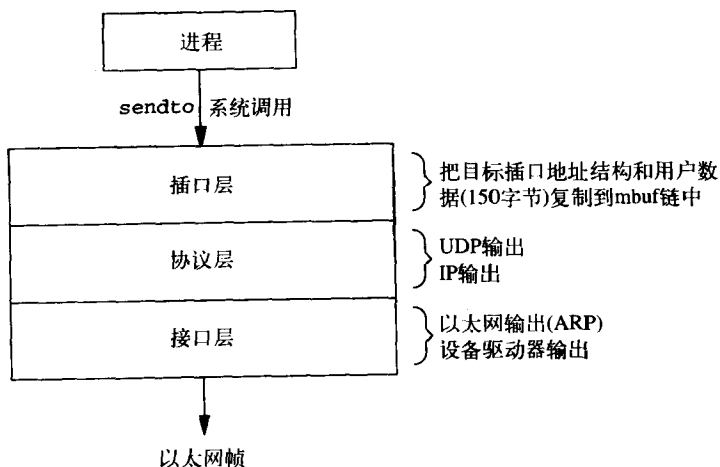 进程
sendto 系统调用
插口层
把目标插口地址结构和用户数
据(150字节)复制到mbuf链中
协议层
UDP输出
IP输出
接口层
以太网输出(ARP)
设备驱动器输出
以太网帧